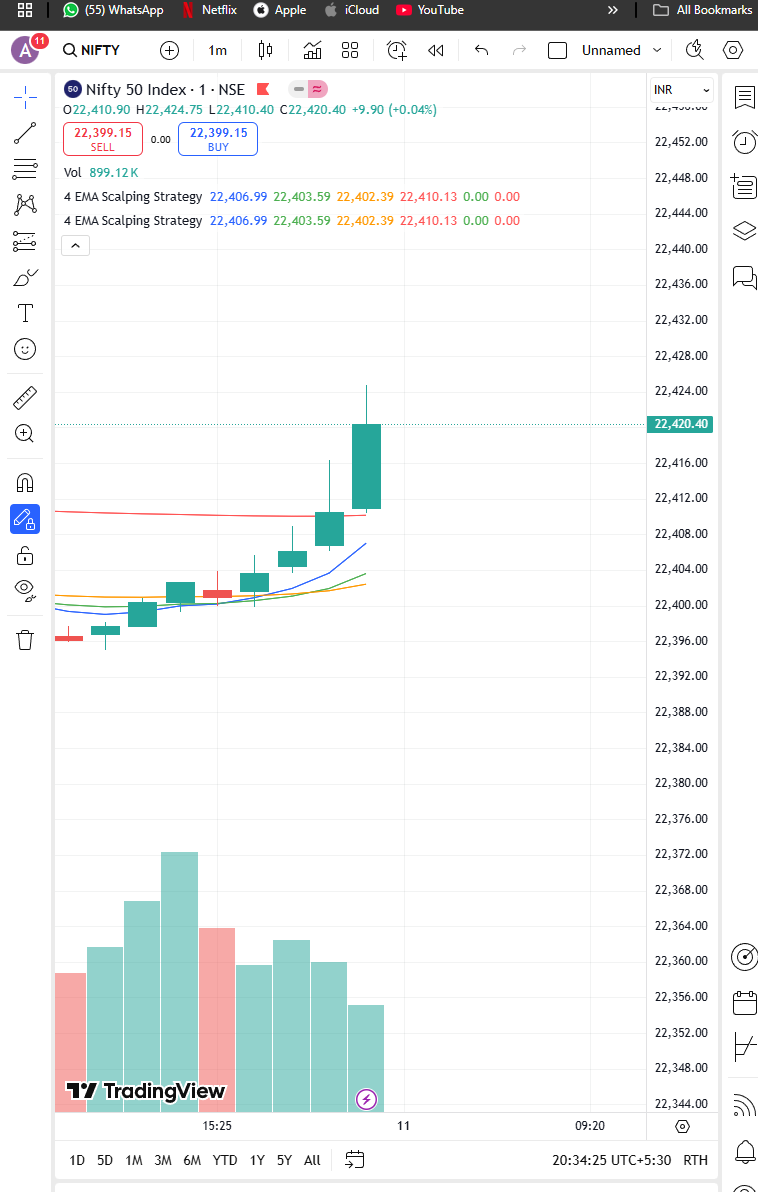 (55) WhatsApp Netflix Apple iCloud YouTube » All Bookmarks
A 11 NIFTY 1m Unnamed
50 Nifty 50 Index · 1 · NSE INR
O22,410.90 H22,424.75 L22,410.40 C22,420.40 +9.90 (+0.04%)
22,399.15 0.00 22,399.15
SELL BUY
Vol 899.12 K
4 EMA Scalping Strategy 22,406.99 22,403.59 22,402.39 22,410.13 0.00 0.00
4 EMA Scalping Strategy 22,406.99 22,403.59 22,402.39 22,410.13 0.00 0.00
22,452.00
22,448.00
22,444.00
22,440.00
22,436.00
22,432.00
22,428.00
22,424.00
22,420.40
22,416.00
22,412.00
22,408.00
22,404.00
22,400.00
22,396.00
22,392.00
22,388.00
22,384.00
22,380.00
22,376.00
22,372.00
22,368.00
22,364.00
22,360.00
22,356.00
22,352.00
22,348.00
22,344.00
TradingView
15:25 11 09:20
1D 5D 1M 3M 6M YTD 1Y 5Y All 20:34:25 UTC+5:30 RTH